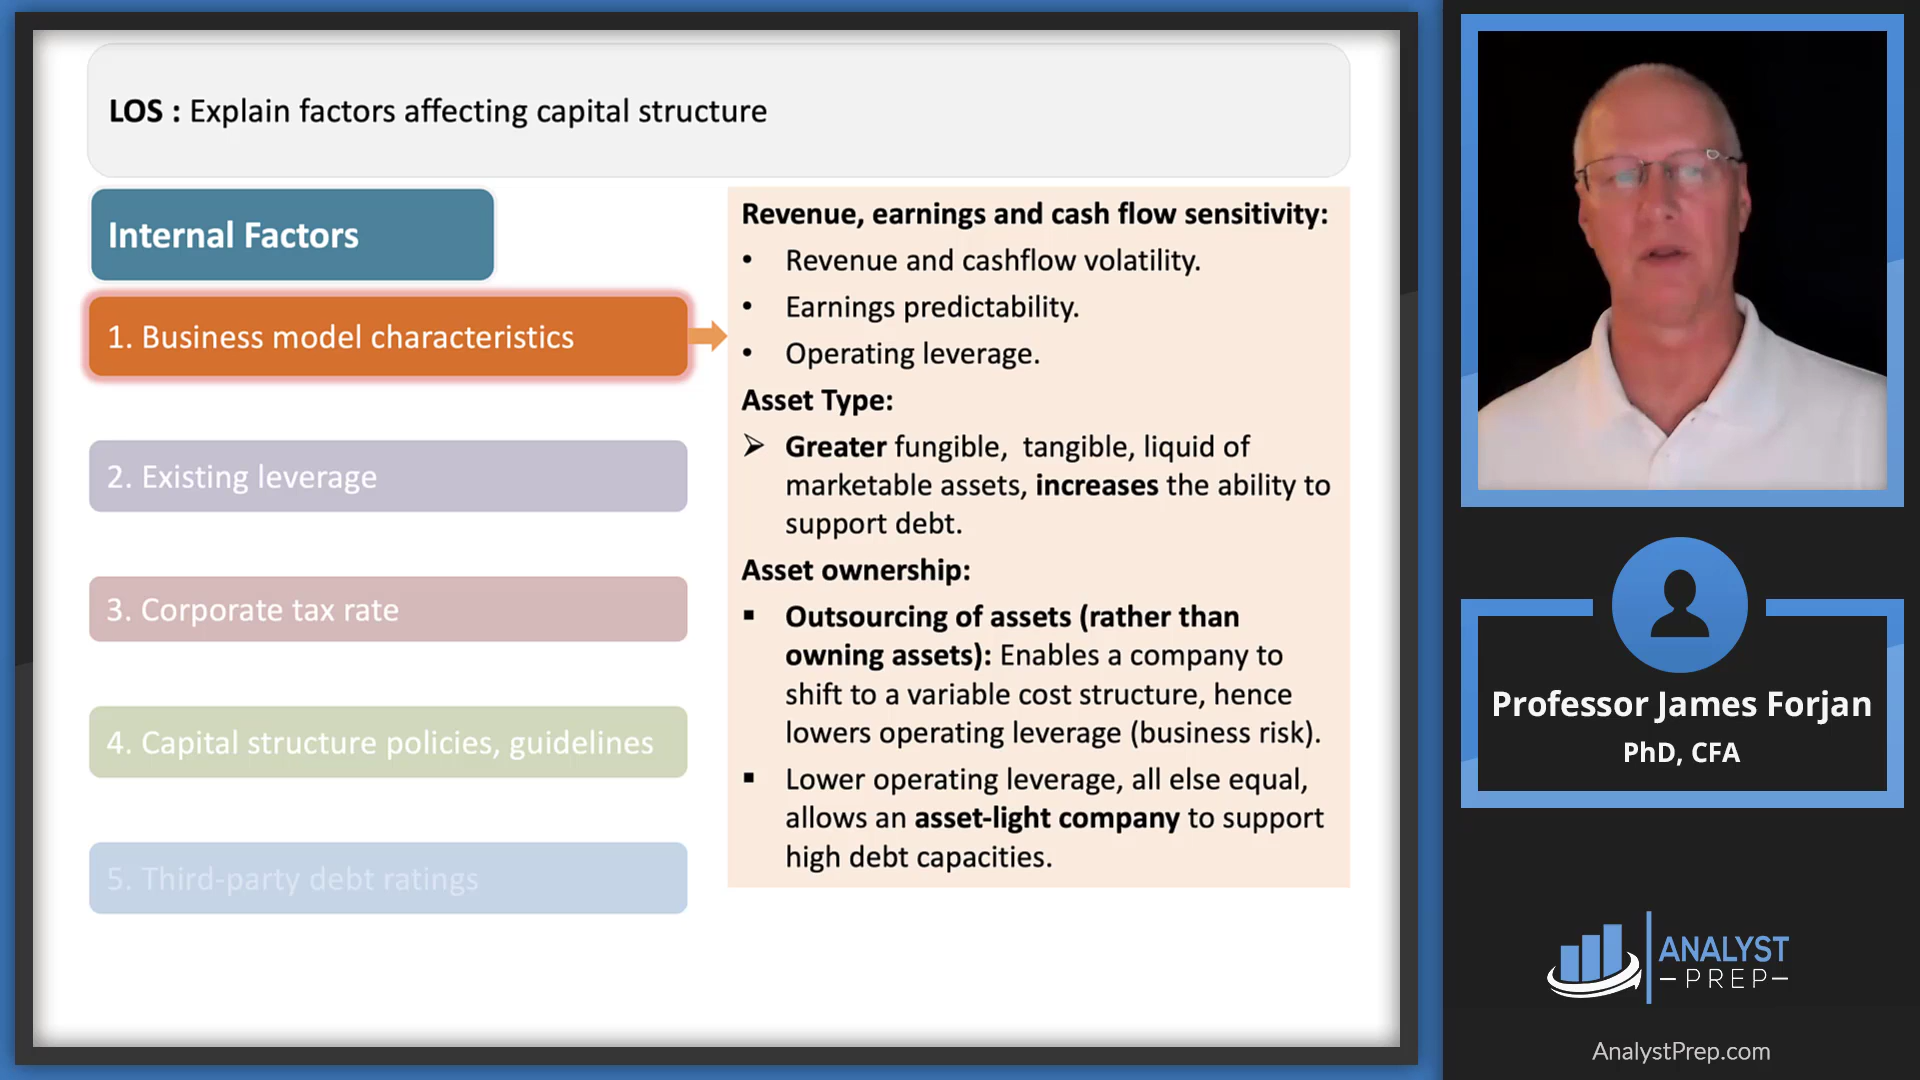 LOS : Explain factors affecting capital structure
Internal Factors
1. Business model characteristics
2. Existing leverage
3. Corporate tax rate
4. Capital structure policies, guidelines
5. Third-party debt ratings
Revenue, earnings and cash flow sensitivity:
• Revenue and cashflow volatility.
• Earnings predictability.
• Operating leverage.
Asset Type:
➢ Greater fungible, tangible, liquid of
marketable assets, increases the ability to
support debt.
Asset ownership:
▪ Outsourcing of assets (rather than
owning assets): Enables a company to
shift to a variable cost structure, hence
lowers operating leverage (business risk).
▪ Lower operating leverage, all else equal,
allows an asset-light company to support
high debt capacities.
Professor James Forjan
PhD, CFA
ANALYST
PREP
AnalystPrep.com